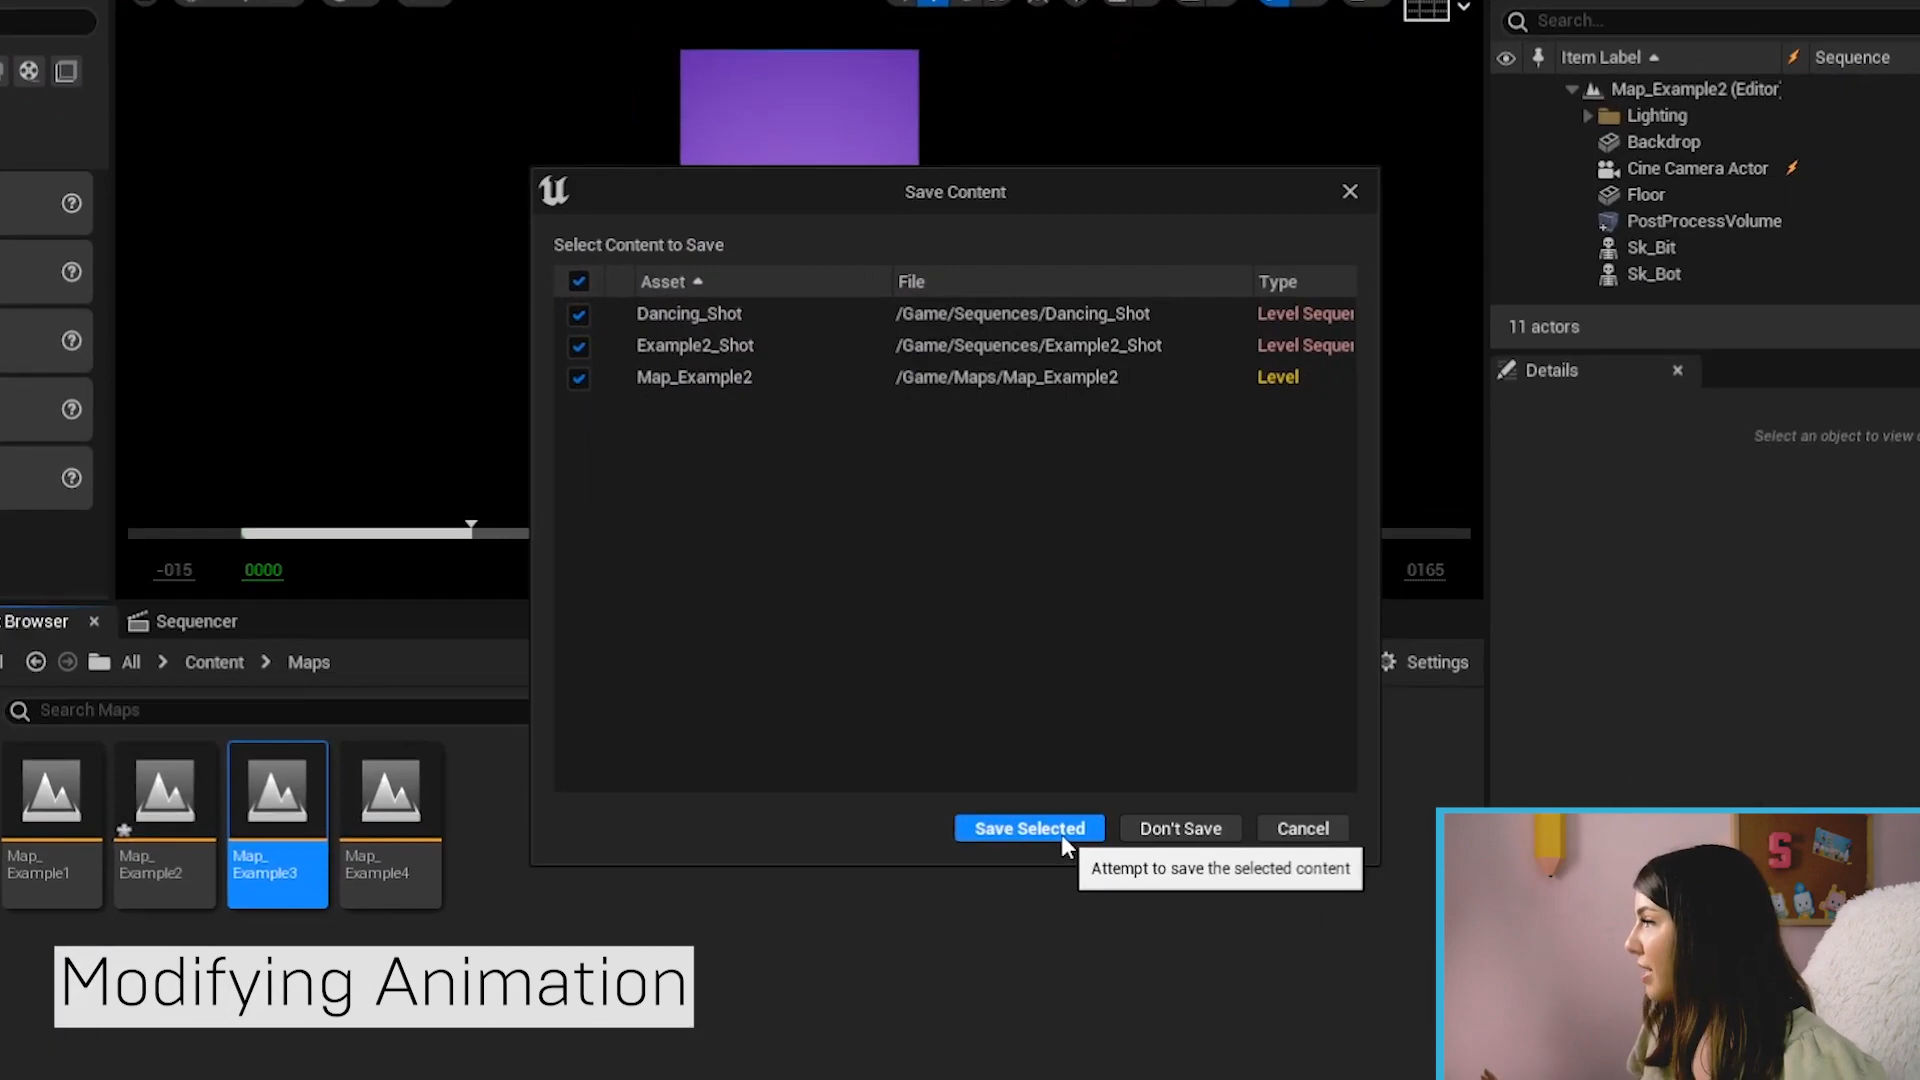 Search...
Item Label
Sequence
Map_Example2 (Editor
Lighting
Backdrop
Cine Camera Actor
Floor
PostProcessVolume
Sk_Bit
Sk_Bot
11 actors
Details
Select an object to view
Save Content
Select Content to Save
Asset File Type
Dancing_Shot /Game/Sequences/Dancing_Shot Level Sequen
Example2_Shot /Game/Sequences/Example2_Shot Level Sequen
Map_Example2 /Game/Maps/Map_Example2 Level
Save Selected Don't Save Cancel
Attempt to save the selected content
-015 0000 0165
Browser Sequencer
All Content Maps
Settings
Search Maps
Map_
Example1
Map_
Example2
Map_
Example3
Map_
Example4
Modifying Animation
S